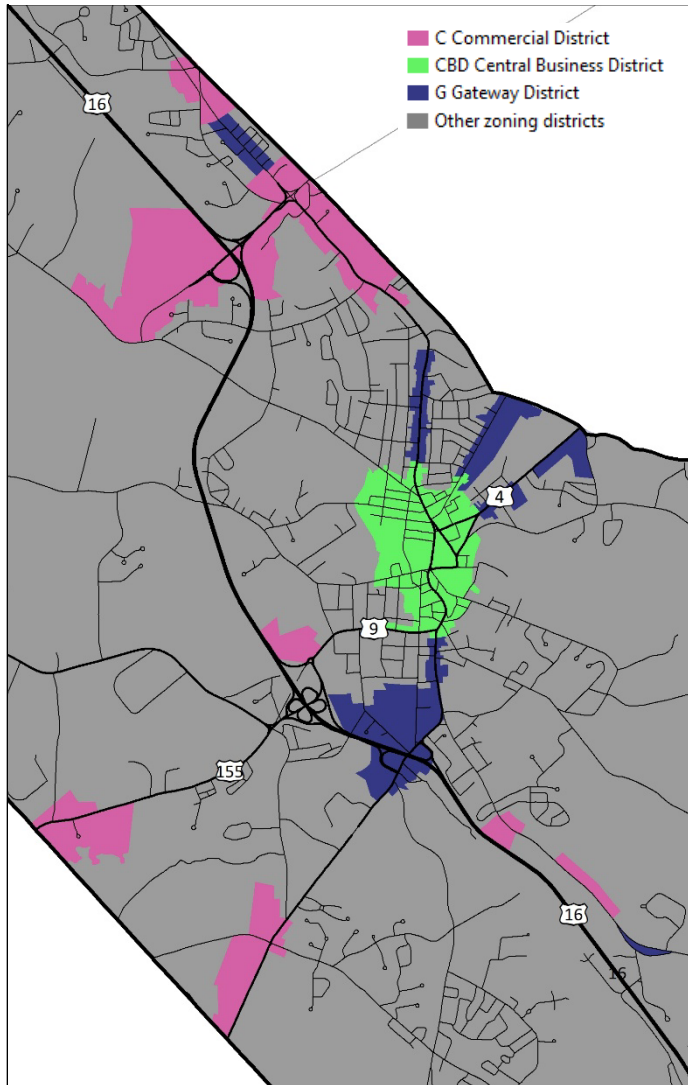 C Commercial District
CBD Central Business District
G Gateway District
Other zoning districts
16
4
9
155
16
16